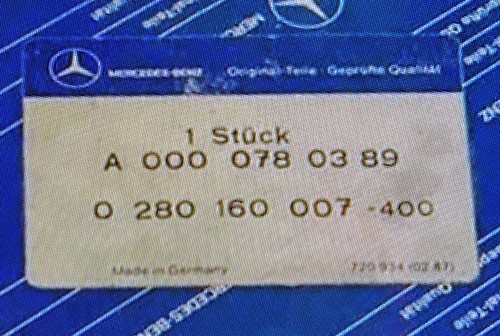 MERCEDES-BENZ Original-Teile · Geprüfte Qualität
1 Stück
A 000 078 03 89
0 280 160 007 -400
Made in Germany 720 934 (02.87)